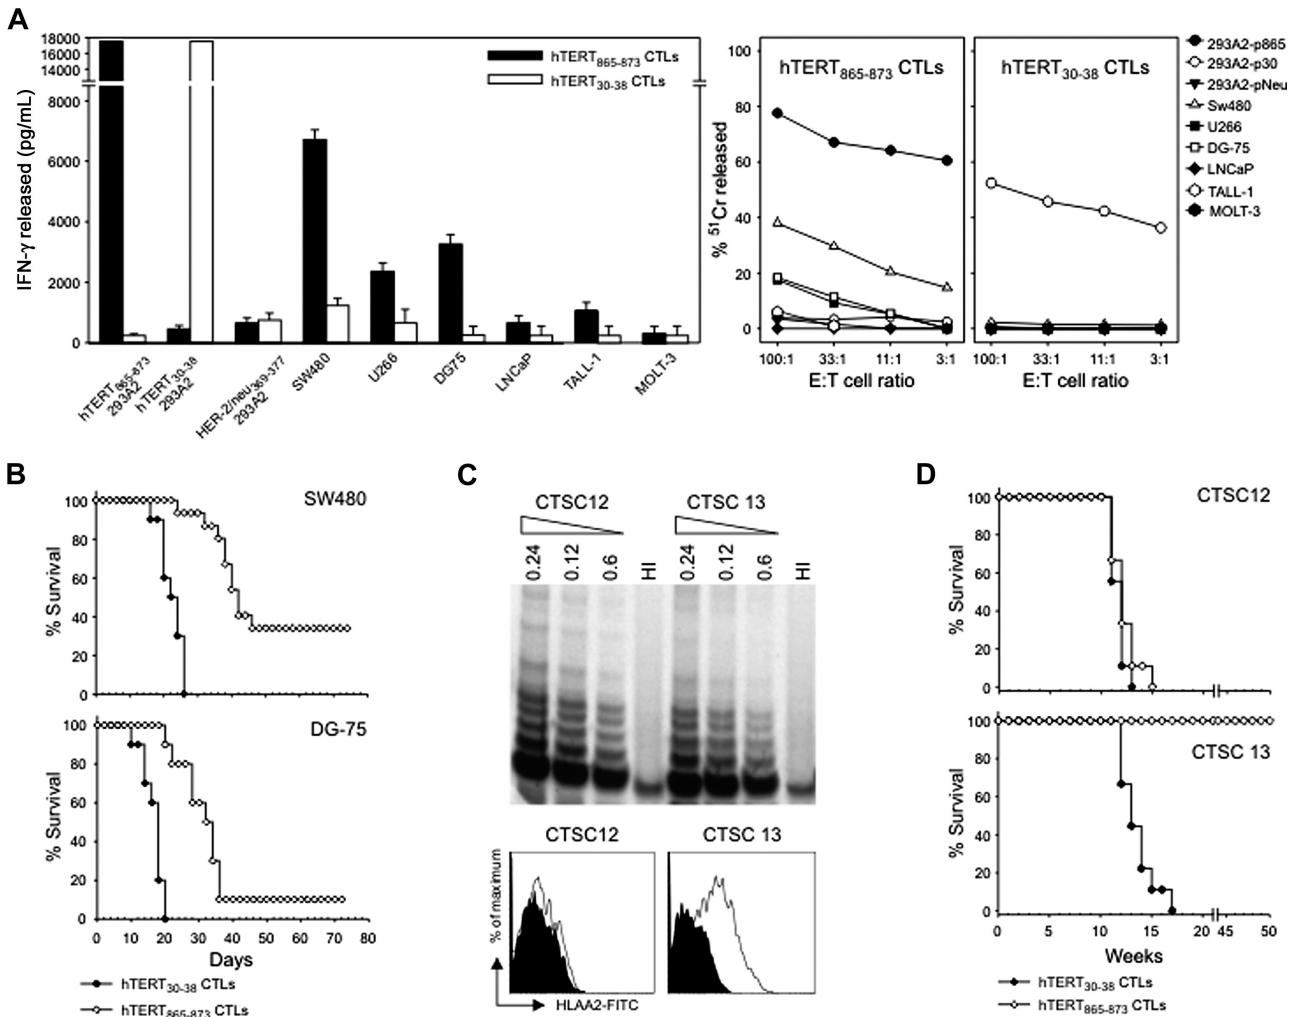 A
18000
16000
14000
8000
6000
4000
2000
0
IFN-γ released (pg/mL)
hTERT865-873 CTLs
hTERT30-38 CTLs
hTERT865-873 293A2
hTERT30-38 293A2
HER-2/neu369-377 293A2
SW480
U266
DG75
LNCaP
TALL-1
MOLT-3
% 51Cr released
100
80
60
40
20
0
hTERT865-873 CTLs
100:1 33:1 11:1 3:1
E:T cell ratio
hTERT30-38 CTLs
100:1 33:1 11:1 3:1
E:T cell ratio
293A2-p865
293A2-p30
293A2-pNeu
Sw480
U266
DG-75
LNCaP
TALL-1
MOLT-3
B
SW480
% Survival
100
80
60
40
20
0
DG-75
% Survival
100
80
60
40
20
0
0 10 20 30 40 50 60 70 80
Days
hTERT30-38 CTLs
hTERT865-873 CTLs
C
CTSC12 CTSC 13
0.24 0.12 0.6 HI 0.24 0.12 0.6 HI
CTSC12 CTSC 13
% of maximum
HLAA2-FITC
D
CTSC12
% Survival
100
80
60
40
20
0
CTSC 13
% Survival
100
80
60
40
20
0
0 5 10 15 20 45 50
Weeks
hTERT30-38 CTLs
hTERT865-873 CTLs